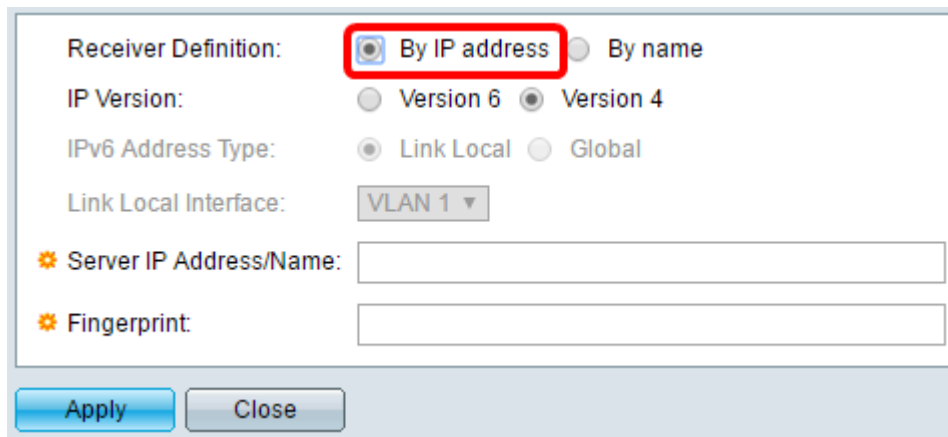 Receiver Definition: By IP address By name
IP Version: Version 6 Version 4
IPv6 Address Type: Link Local Global
Link Local Interface: VLAN 1
Server IP Address/Name:
Fingerprint:
Apply Close